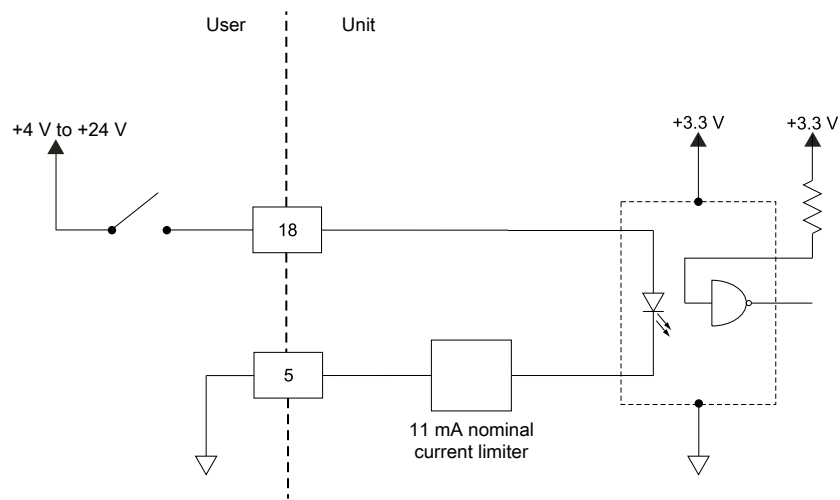 User
Unit
+4 V to +24 V
+3.3 V
+3.3 V
18
5
11 mA nominal
current limiter